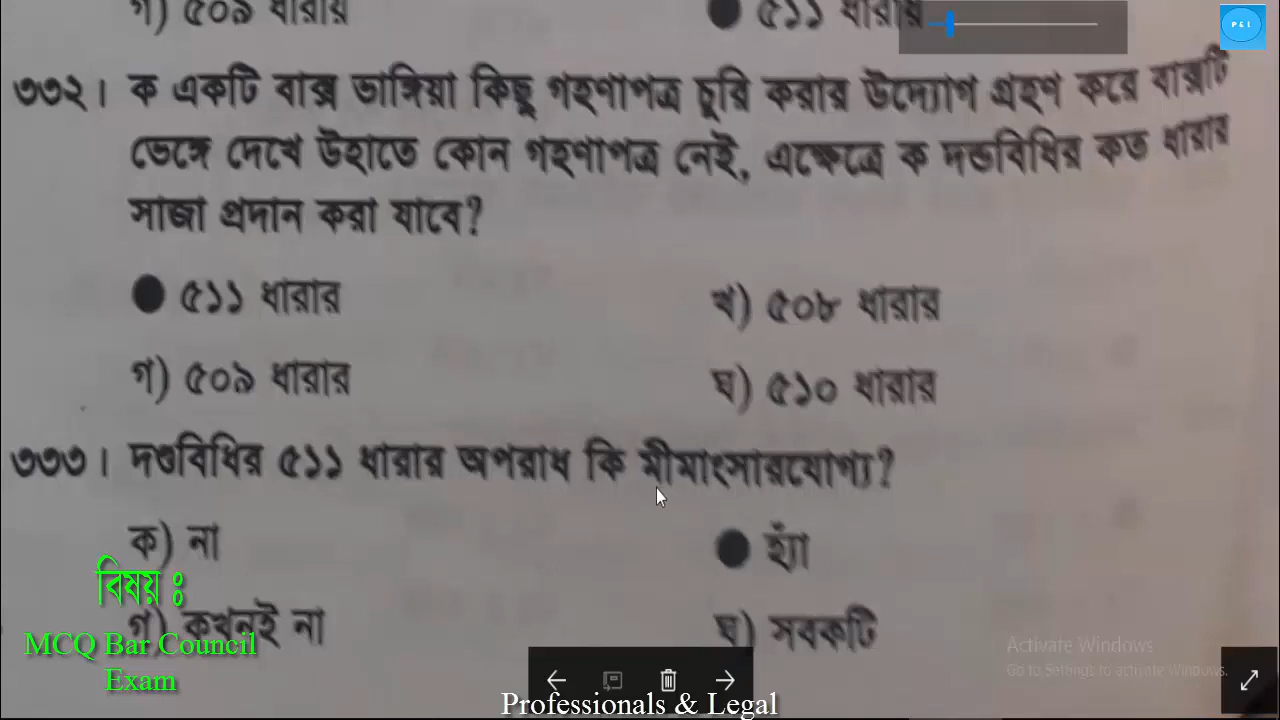 গ) ৫০৯ ধারার ৫১১ ধারার
P & L
৩৩২। ক একটি বাক্স ভাঙ্গিয়া কিছু গহণাপত্র চুরি করার উদ্যোগ গ্রহণ করে বাক্সটি
ভেঙ্গে দেখে উহাতে কোন গহণাপত্র নেই, এক্ষেত্রে ক দন্ডবিধির কত ধারার
সাজা প্রদান করা যাবে?
৫১১ ধারার খ) ৫০৮ ধারার
গ) ৫০৯ ধারার ঘ) ৫১০ ধারার
৩৩৩। দণ্ডবিধির ৫১১ ধারার অপরাধ কি মীমাংসারযোগ্য?
ক) না হ্যাঁ
গ) কখনই না ঘ) সবকটি
বিষয় ঃ
MCQ Bar Council
Exam
Activate Windows
Go to Settings to activate Windows.
Professionals & Legal